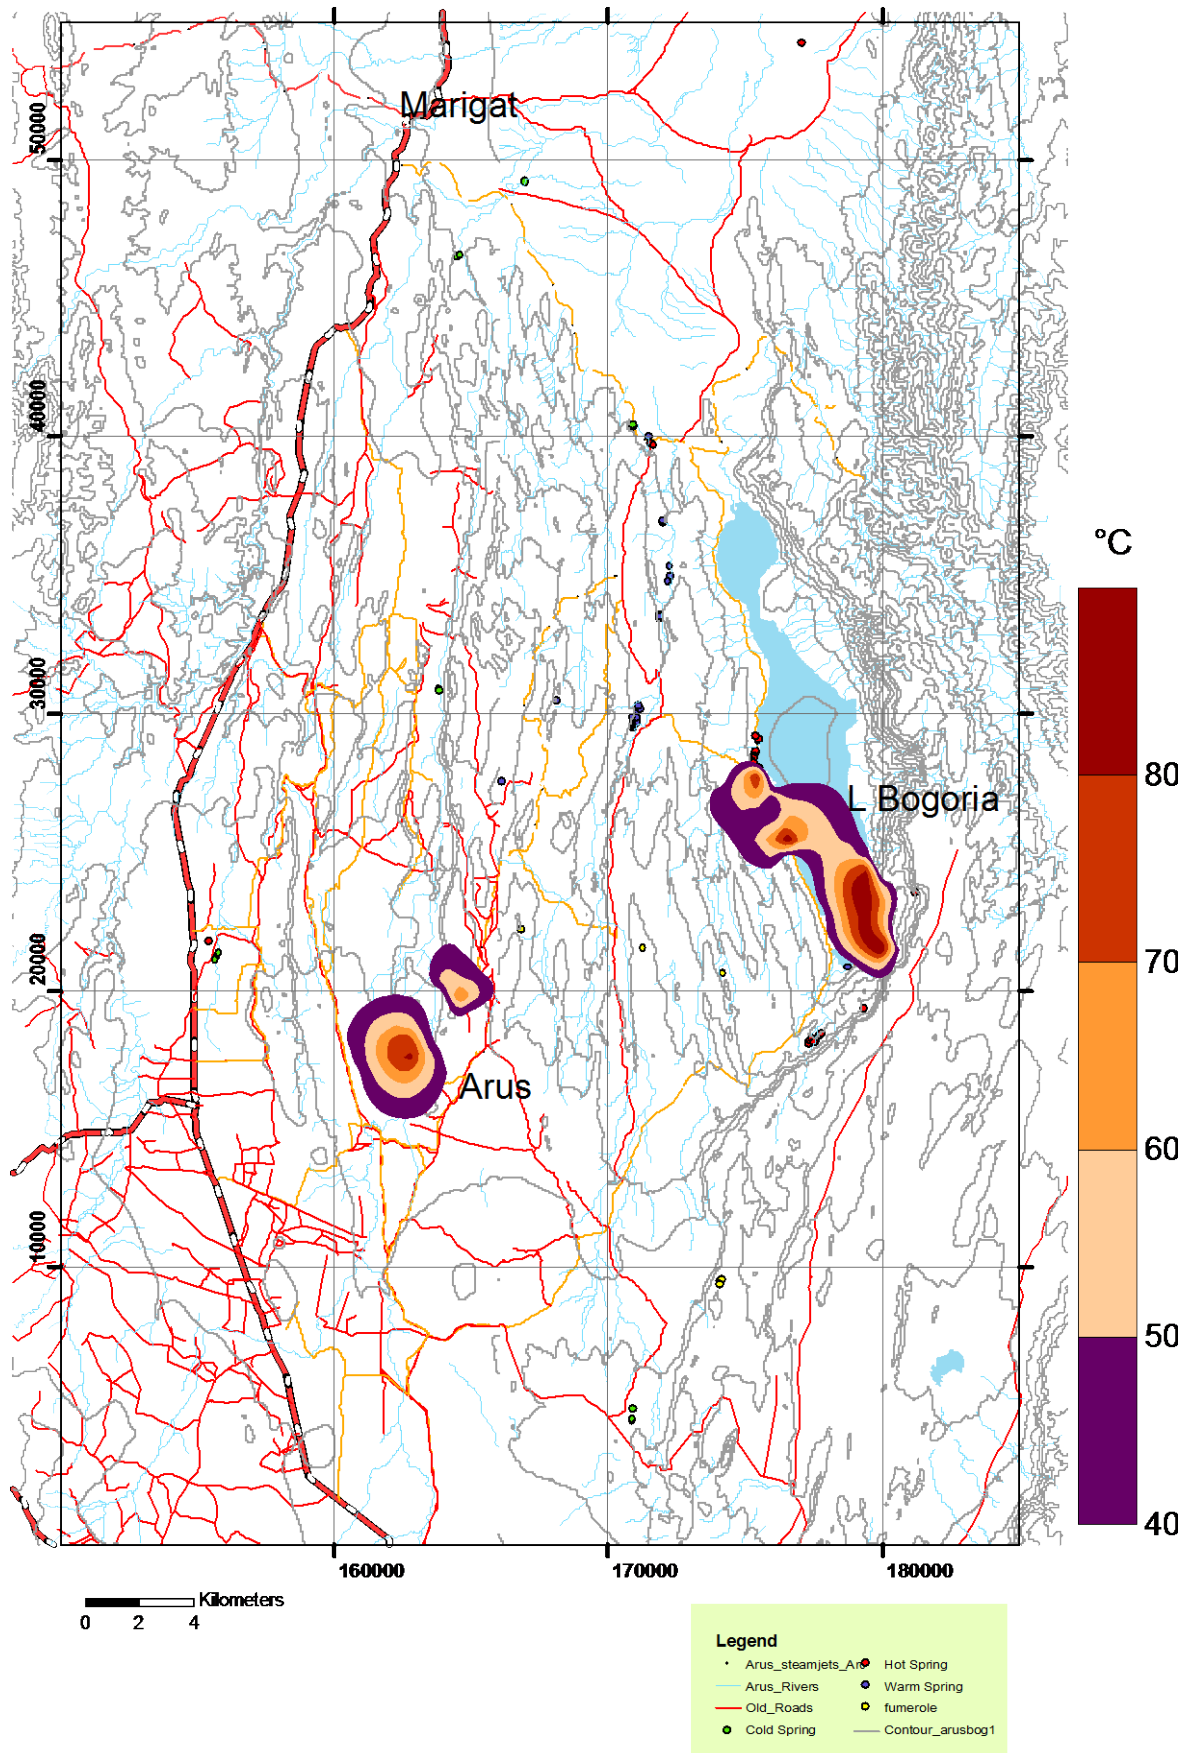 Marigat
50000
40000
°C
30000
80
L Bogoria
70
20000
60
Arus
10000
50
40
160000
170000
180000
Kilometers
0 2 4
Legend
Arus_steamjets_Ar
Hot Spring
Arus_Rivers
Warm Spring
Old_Roads
fumerole
Cold Spring
Contour_arusbog1